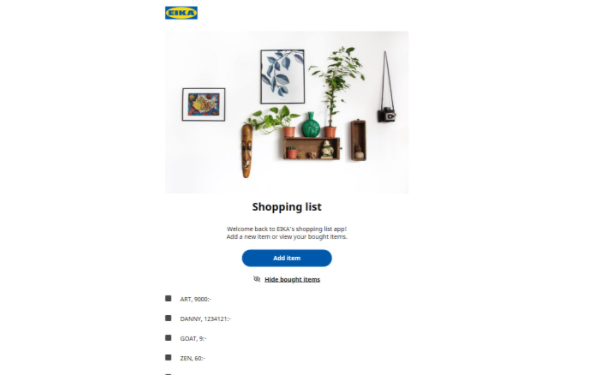 EIKA
Shopping list
Welcome back to EIKA's shopping list app!
Add a new item or view your bought items.
Add item
Hide bought items
ART, 9000:-
DANNY, 1234121:-
GOAT, 9:-
ZEN, 60:-